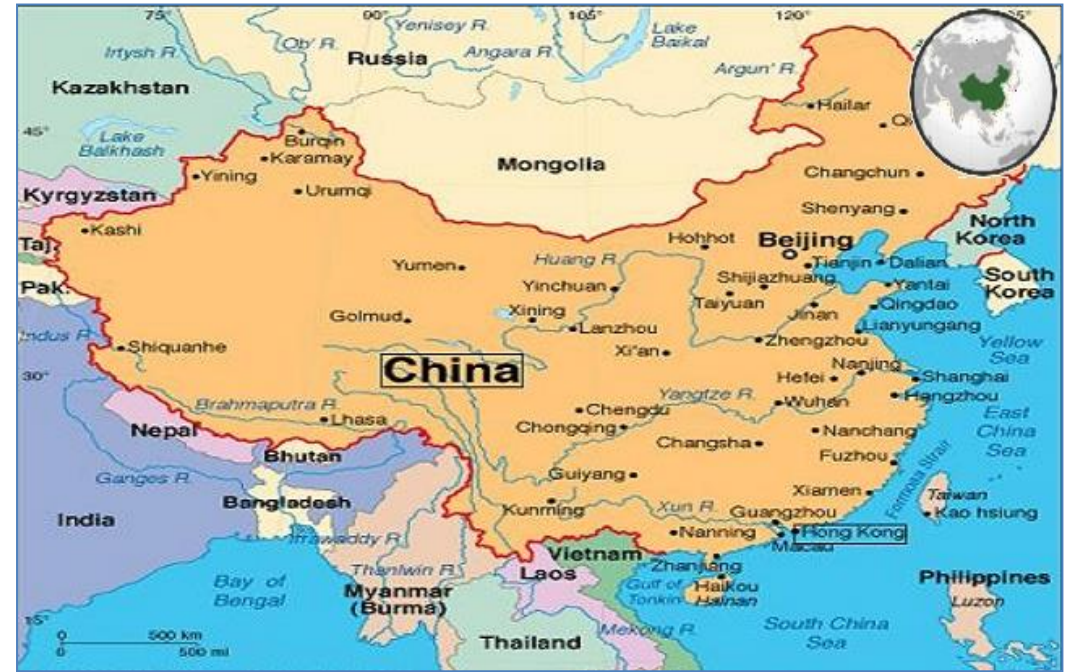 75°
90°
105°
120°
Yenisey R.
Ob' R.
Irtysh R.
Russia
Angara R.
Lake
Baikal
Argun' R.
Kazakhstan
Hailar
45°
Lake
Balkhash
Burqin
Karamay
Mongolia
Yining
Urumqi
Changchun
Kyrgyzstan
Shenyang
North
Korea
Kashi
Hohhot
Beijing
Taj.
Yumen
Huang R.
Tianjin
Dalian
Shijiazhuang
South
Korea
Pak.
Yinchuan
Yantai
Taiyuan
Jinan
Qingdao
Golmud
Xining
Lanzhou
Lianyungang
Indus R.
Zhengzhou
Yellow
Sea
Shiquanhe
Xi'an
China
Nanjing
30°
Hefei
Shanghai
Yangtze R.
Hangzhou
Brahmaputra R.
Wuhan
Lhasa
Chengdu
East
China
Sea
Chongqing
Nanchang
Nepal
Changsha
Bhutan
Fuzhou
Ganges R.
Guiyang
Formosa Strait
Bangladesh
Xiamen
Taiwan
Kunming
Xun R.
Guangzhou
Kao hsiung
India
Nanning
Hong Kong
Irrawaddy R.
Macau
Vietnam
Zhanjiang
Thanlwin R.
Laos
Bay of
Bengal
Myanmar
(Burma)
Gulf of
Tonkin
Haikou
Hainan
Philippines
Luzon
15°
0 500 km
0 500 mi
Thailand
Mekong R.
South China
Sea